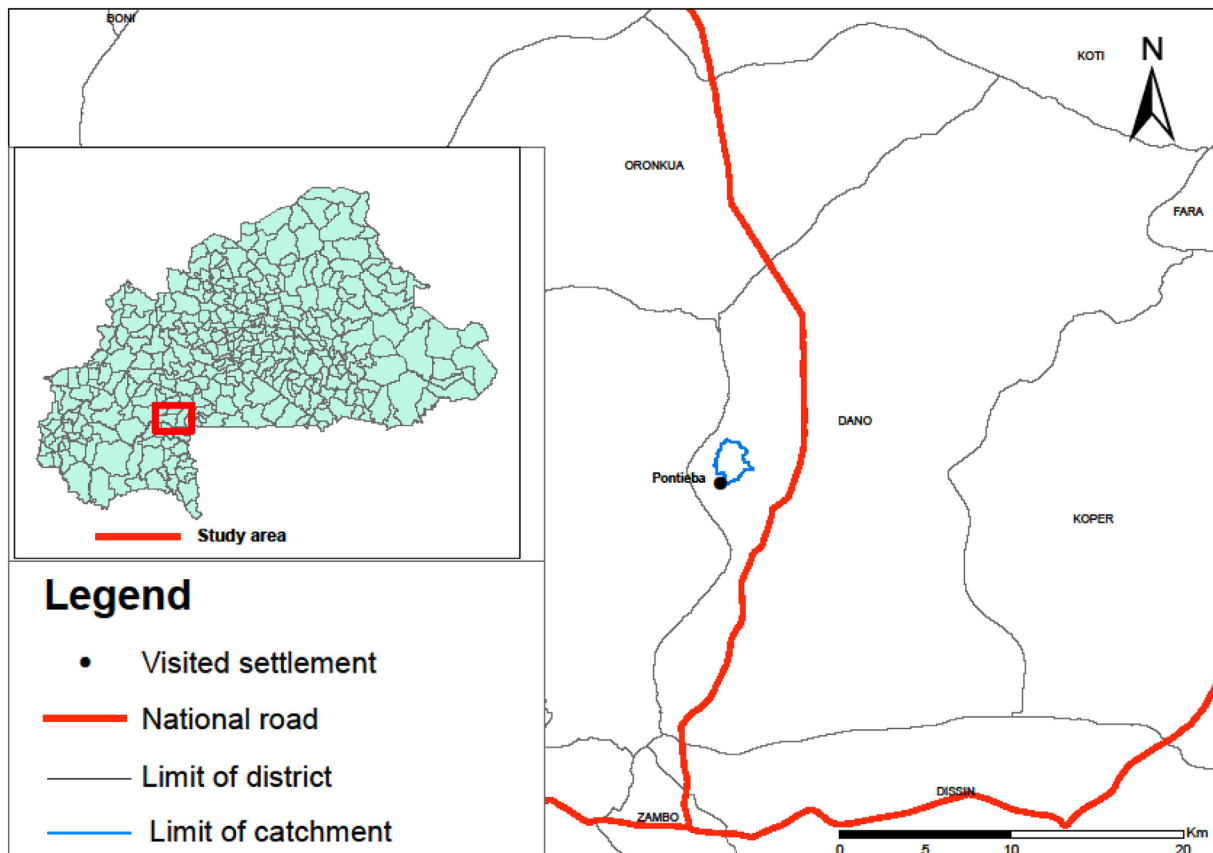 BONI
KOTI
N
ORONKUA
FARA
DANO
Pontieba
KOPER
Study area
Legend
Visited settlement
National road
Limit of district
Limit of catchment
DISSIN
ZAMBO
Km
0 5 10 20